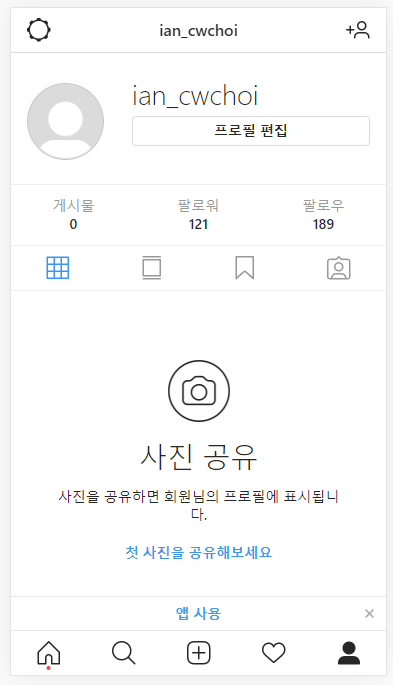 ian_cwchoi
ian_cwchoi
프로필 편집
게시물 팔로워 팔로우
0 121 189
사진 공유
사진을 공유하면 회원님의 프로필에 표시됩니
다.
첫 사진을 공유해보세요
앱 사용